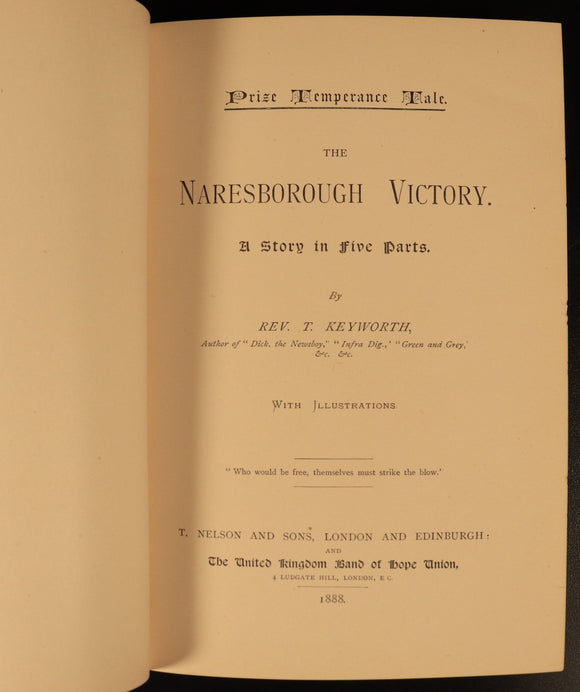 Prize Temperance Tale.
THE
NARESBOROUGH VICTORY.
A Story in Five Parts.
By
REV. T. KEYWORTH,
Author of "Dick, the Newsboy," "Infra Dig.,' "Green and Grey,'
&c. &c.
WITH ILLUSTRATIONS
"Who would be free, themselves must strike the blow.'
T. NELSON AND SONS, LONDON AND EDINBURGH:
AND
The United Kingdom Band of Hope Union,
4 LUDGATE HILL, LONDON, E C.
1888.